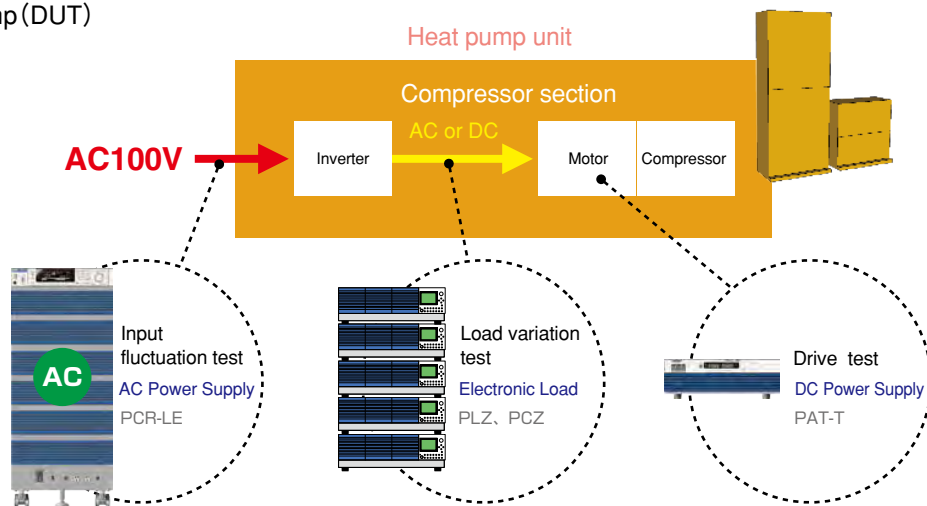 p(DUT)
Heat pump unit
Compressor section
AC or DC
AC100V
Inverter
Motor
Compressor
Input
fluctuation test
AC Power Supply
PCR-LE
AC
Load variation
test
Electronic Load
PLZ、PCZ
Drive test
DC Power Supply
PAT-T